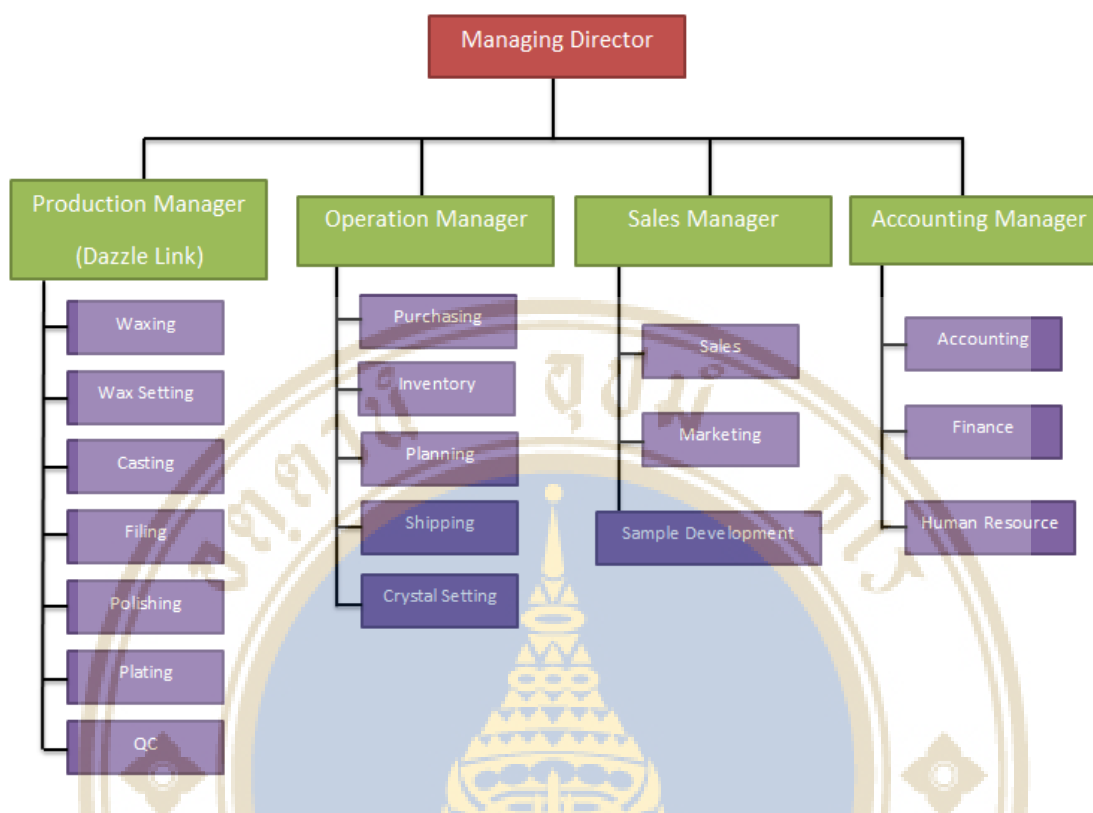 Managing Director
Production Manager
(Dazzle Link)
Operation Manager
Sales Manager
Accounting Manager
Waxing
Wax Setting
Casting
Filing
Polishing
Plating
QC
Purchasing
Inventory
Planning
Shipping
Crystal Setting
Sales
Marketing
Sample Development
Accounting
Finance
Human Resource